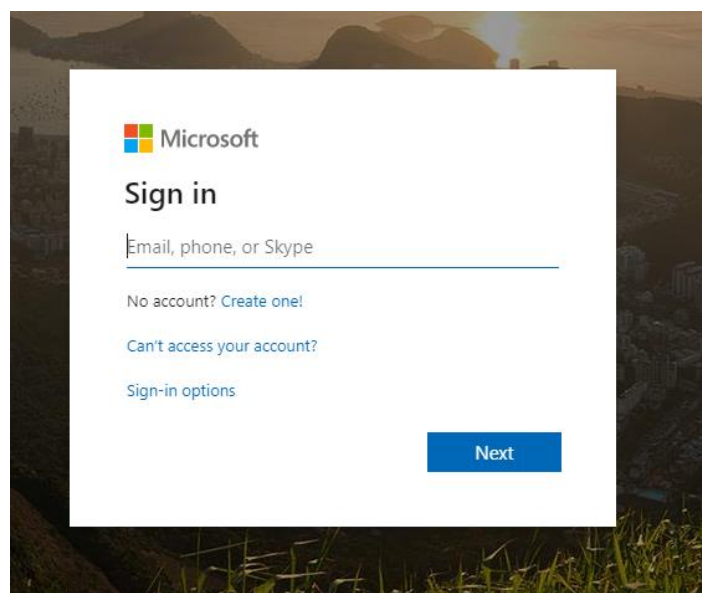 Microsoft
Sign in
Email, phone, or Skype
No account? Create one!
Can't access your account?
Sign-in options
Next